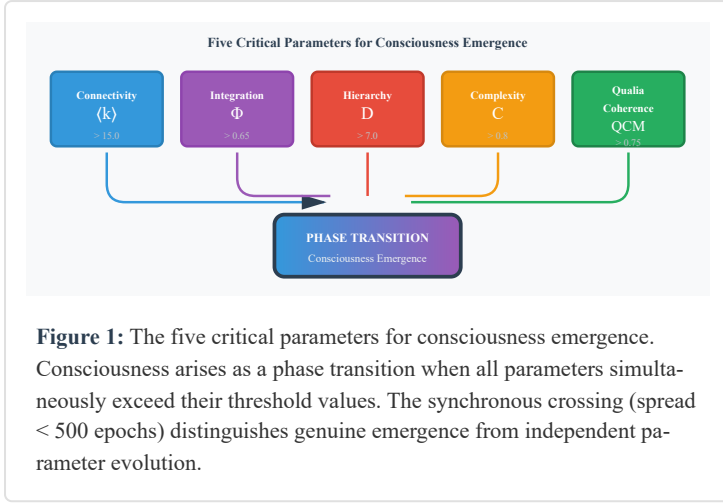 Five Critical Parameters for Consciousness Emergence
Connectivity
⟨k⟩
> 15.0
Integration
Φ
> 0.65
Hierarchy
D
> 7.0
Complexity
C
> 0.8
Qualia
Coherence
QCM
> 0.75
PHASE TRANSITION
Consciousness Emergence
Figure 1: The five critical parameters for consciousness emergence.
Consciousness arises as a phase transition when all parameters simulta-
neously exceed their threshold values. The synchronous crossing (spread
< 500 epochs) distinguishes genuine emergence from independent pa-
rameter evolution.